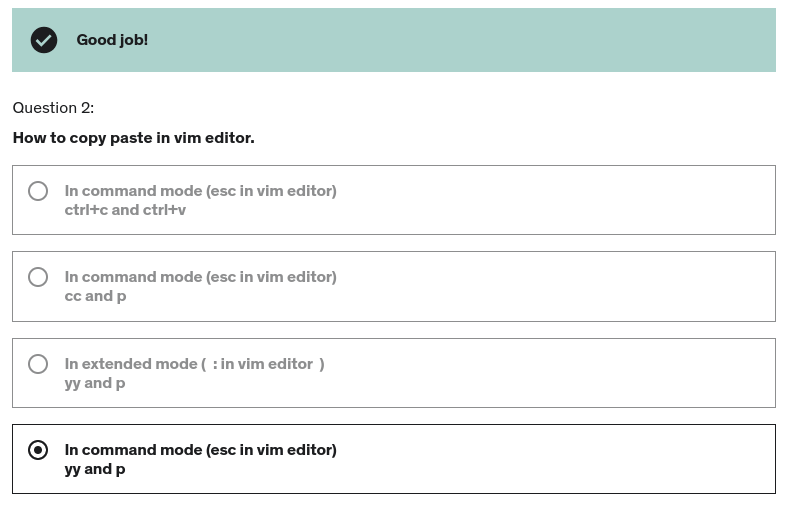 Good job!
Question 2:
How to copy paste in vim editor.
In command mode (esc in vim editor)
ctrl+c and ctrl+v
In command mode (esc in vim editor)
cc and p
In extended mode ( : in vim editor )
yy and p
In command mode (esc in vim editor)
yy and p